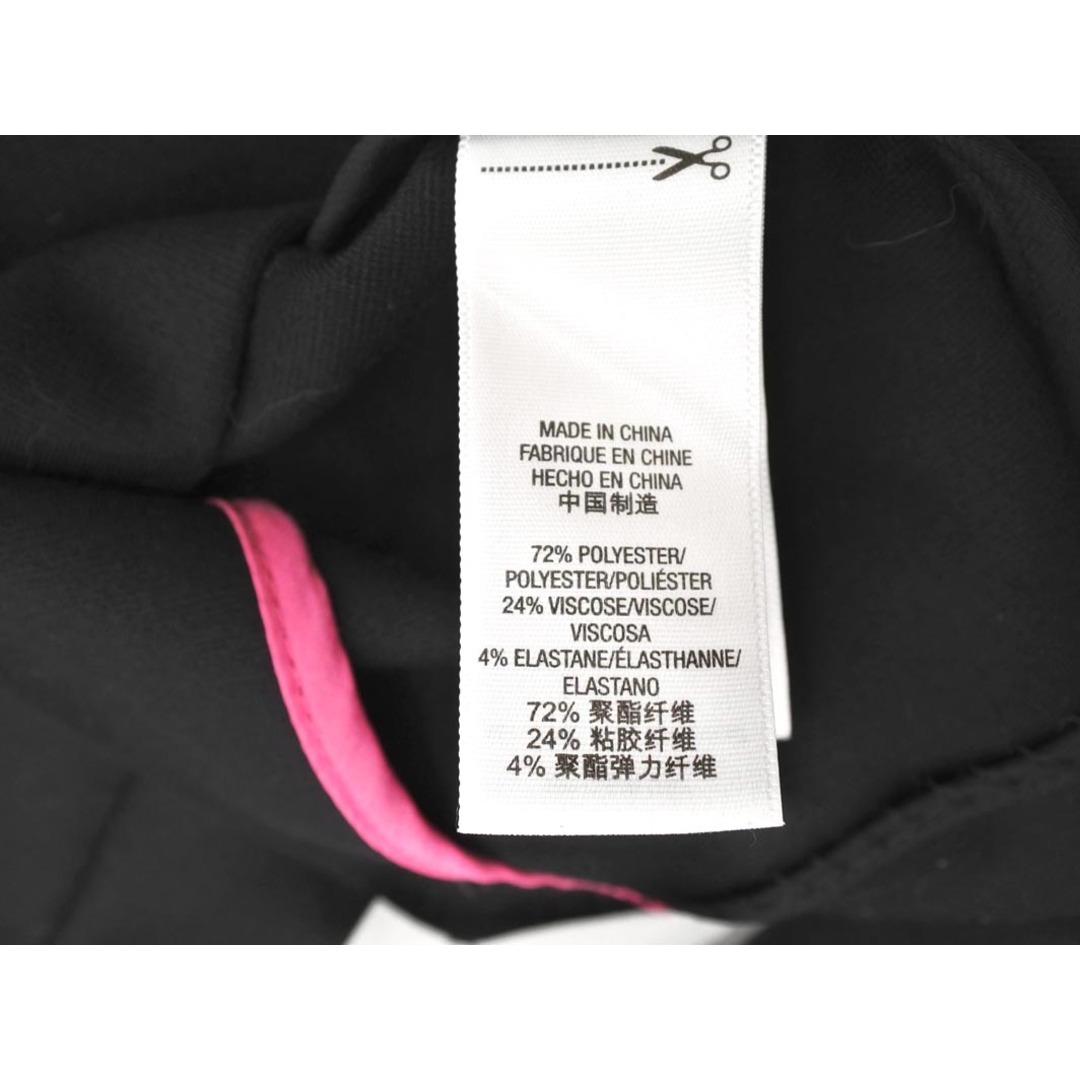 MADE IN CHINA
FABRIQUE EN CHINE
HECHO EN CHINA
中国制造
72% POLYESTER/
POLYESTER/POLIÉSTER
24% VISCOSE/VISCOSE/
VISCOSA
4% ELASTANE/ÉLASTHANNE/
ELASTANO
72% 聚酯纤维
24% 粘胶纤维
4% 聚酯弹力纤维